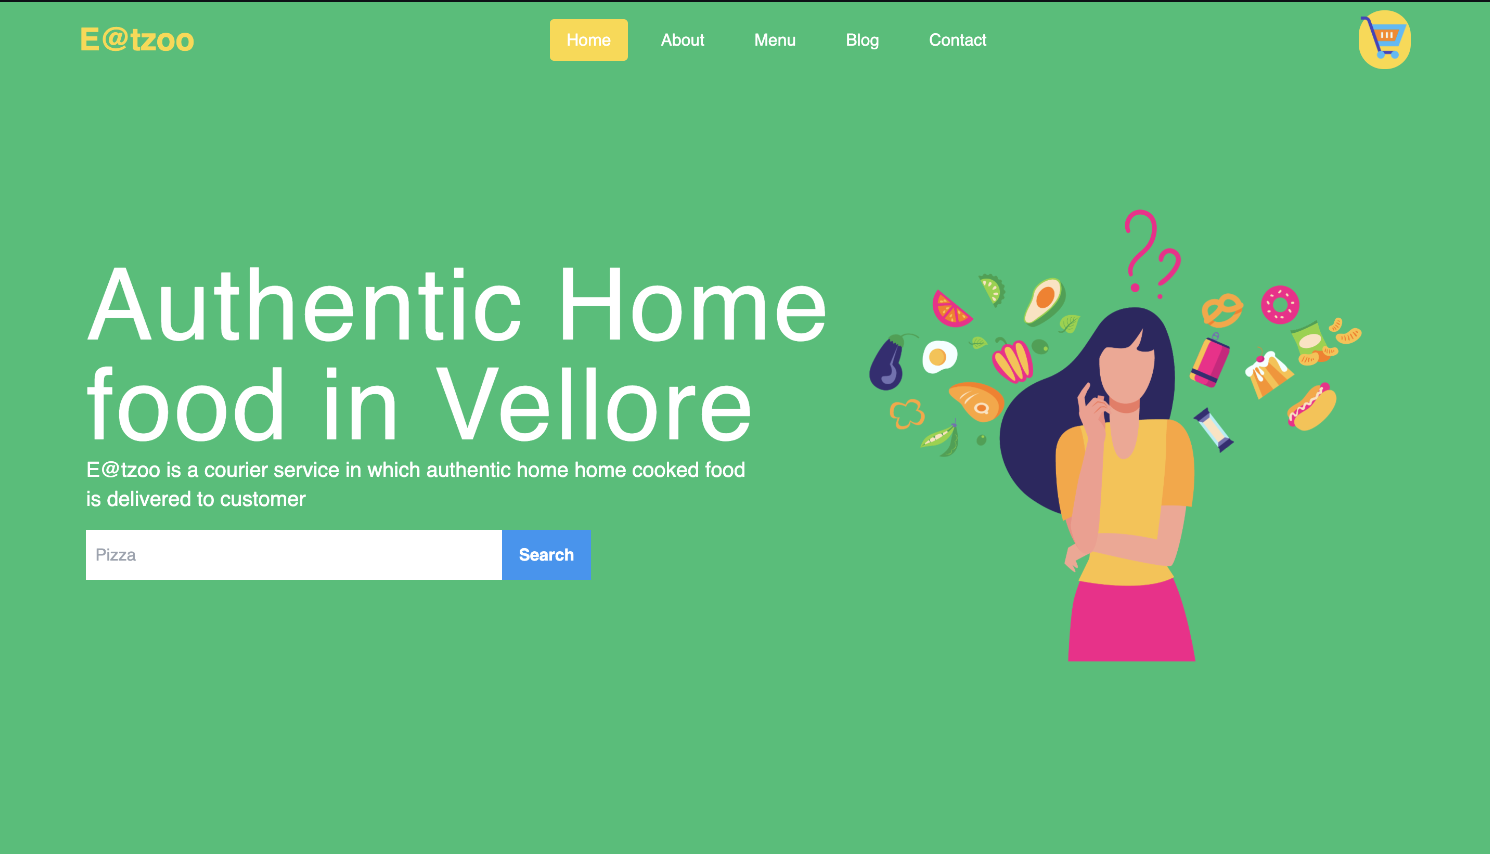 E@tzoo
Home About Menu Blog Contact
Authentic Home
food in Vellore
E@tzoo is a courier service in which authentic home home cooked food
is delivered to customer
Pizza Search